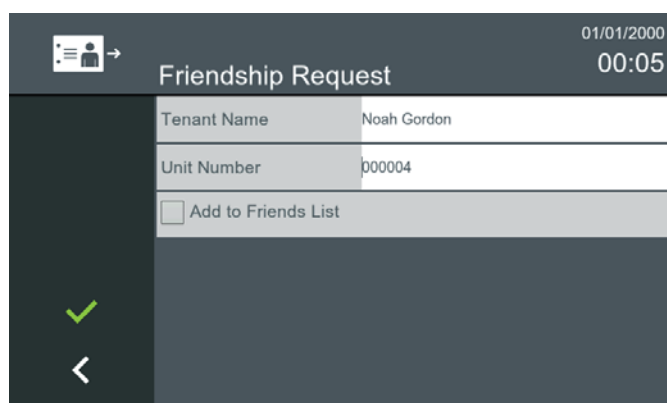 01/01/2000
00:05
Friendship Request
Tenant Name Noah Gordon
Unit Number 000004
Add to Friends List